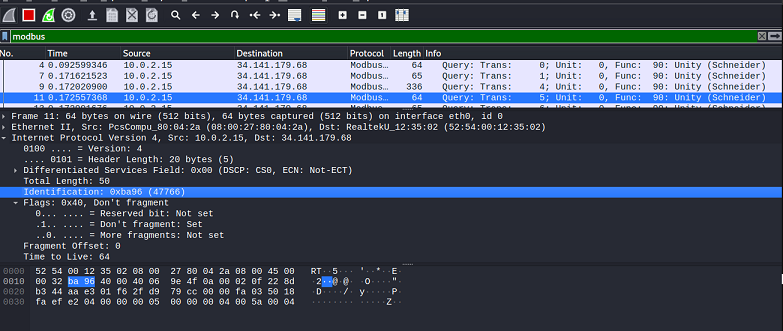 modbus
No. Time Source Destination Protocol Length Info
4 0.092599346 10.0.2.15 34.141.179.68 Modbus… 64 Query: Trans: 0; Unit: 0, Func: 90: Unity (Schneider)
7 0.171621523 10.0.2.15 34.141.179.68 Modbus… 65 Query: Trans: 1; Unit: 0, Func: 90: Unity (Schneider)
9 0.172020900 10.0.2.15 34.141.179.68 Modbus… 336 Query: Trans: 4; Unit: 0, Func: 90: Unity (Schneider)
11 0.172557368 10.0.2.15 34.141.179.68 Modbus… 64 Query: Trans: 5; Unit: 0, Func: 90: Unity (Schneider)
Frame 11: 64 bytes on wire (512 bits), 64 bytes captured (512 bits) on interface eth0, id 0
Ethernet II, Src: PcsCompu_80:04:2a (08:00:27:80:04:2a), Dst: RealtekU_12:35:02 (52:54:00:12:35:02)
Internet Protocol Version 4, Src: 10.0.2.15, Dst: 34.141.179.68
0100 .... = Version: 4
.... 0101 = Header Length: 20 bytes (5)
Differentiated Services Field: 0x00 (DSCP: CS0, ECN: Not-ECT)
Total Length: 50
Identification: 0xba96 (47766)
Flags: 0x40, Don't fragment
0... .... = Reserved bit: Not set
.1.. .... = Don't fragment: Set
..0. .... = More fragments: Not set
Fragment Offset: 0
Time to Live: 64
0000 52 54 00 12 35 02 08 00 27 80 04 2a 08 00 45 00 RT··5···'··*··E·
0010 00 32 ba 96 40 00 40 06 9e 4f 0a 00 02 0f 22 8d ·2··@·@··O····"·
0020 b3 44 aa e3 01 f6 2f d9 79 cc 00 00 fa 03 50 18 ·D····/·y·····P·
0030 fa ef e2 04 00 00 00 05 00 00 00 04 00 5a 00 04 ·············Z··